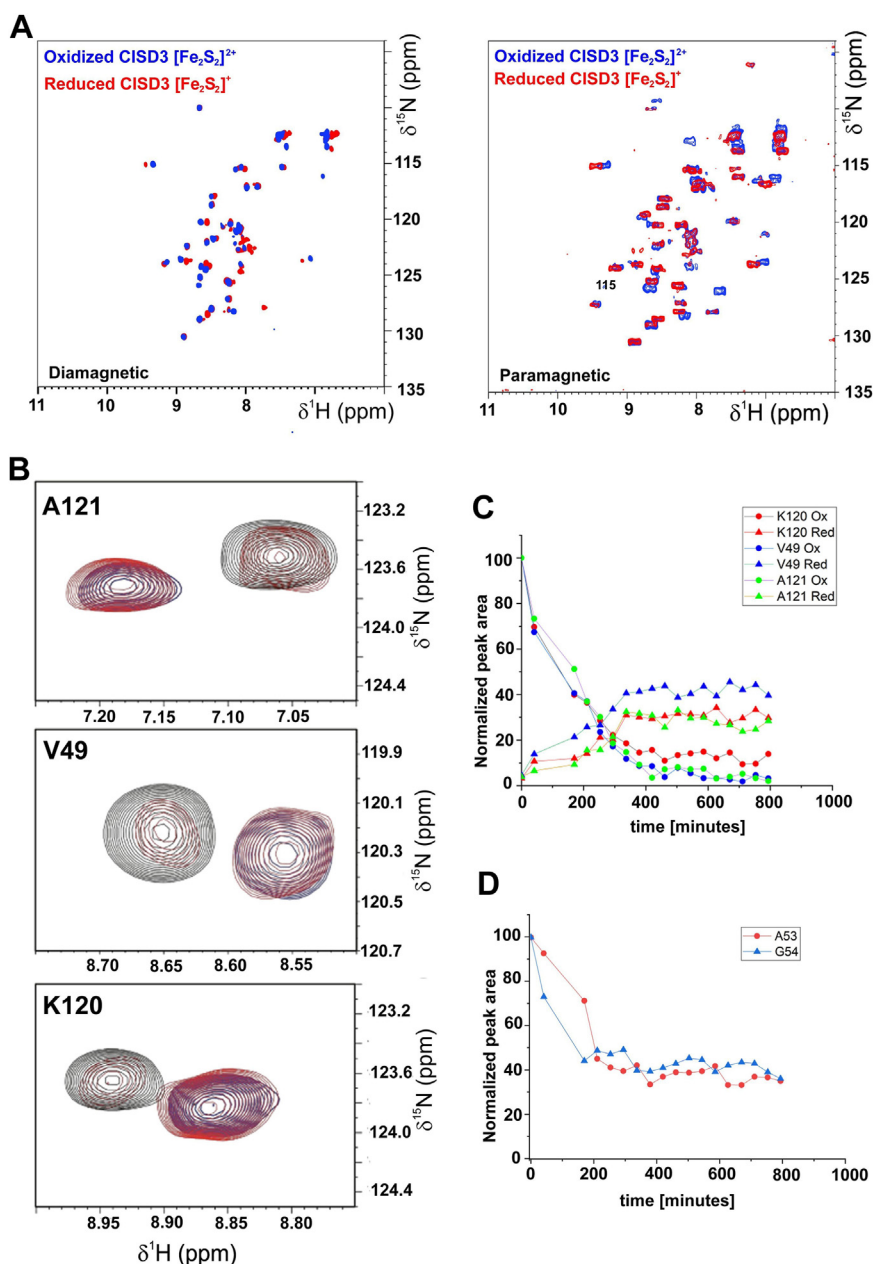 A
Oxidized CISD3 [Fe₂S₂]²⁺
Reduced CISD3 [Fe₂S₂]⁺
115
120
125
130
135
δ¹⁵N (ppm)
Diamagnetic
11 10 9 8
δ¹H (ppm)
Oxidized CISD3 [Fe₂S₂]²⁺
Reduced CISD3 [Fe₂S₂]⁺
115
115
120
125
130
135
δ¹⁵N (ppm)
Paramagnetic
11 10 9 8
δ¹H (ppm)
B
A121
123.2
123.6
124.0
124.4
δ¹⁵N (ppm)
7.20 7.15 7.10 7.05
V49
119.9
120.1
120.3
120.5
120.7
δ¹⁵N (ppm)
8.70 8.65 8.60 8.55
K120
123.2
123.6
124.0
124.4
δ¹⁵N (ppm)
8.95 8.90 8.85 8.80
δ¹H (ppm)
C
K120 Ox
K120 Red
V49 Ox
V49 Red
A121 Ox
A121 Red
100
80
60
40
20
0
Normalized peak area
0 200 400 600 800 1000
time [minutes]
D
A53
G54
100
80
60
40
20
0
Normalized peak area
0 200 400 600 800 1000
time [minutes]